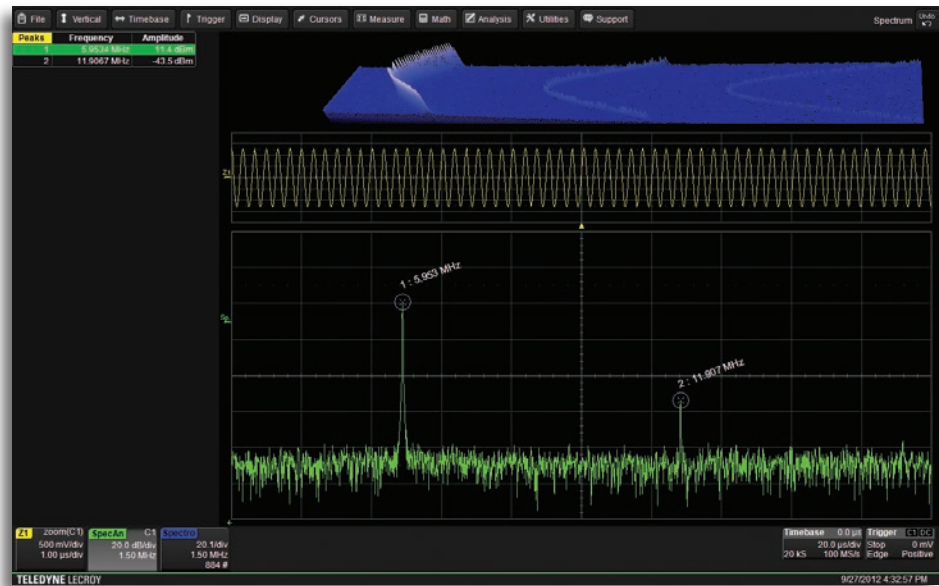 File Vertical Timebase Trigger Display Cursors Measure Math Analysis Utilities Support Spectrum Undo
Peaks Frequency Amplitude
1 5.9534 MHz 11.4 dBm
2 11.9067 MHz -43.5 dBm
Z1
1 : 5.953 MHz
Sp
2 : 11.907 MHz
Z1 zoom(C1) SpecAn C1 Spectro Timebase 0.0 µs Trigger C1 DC
500 mV/div 20.0 dB/div 20.1/div 20.0 µs/div Stop 0 mV
1.00 µs/div 1.50 MHz 1.50 MHz 20 kS 100 MS/s Edge Positive
884 #
TELEDYNE LECROY 9/27/2012 4:32:57 PM